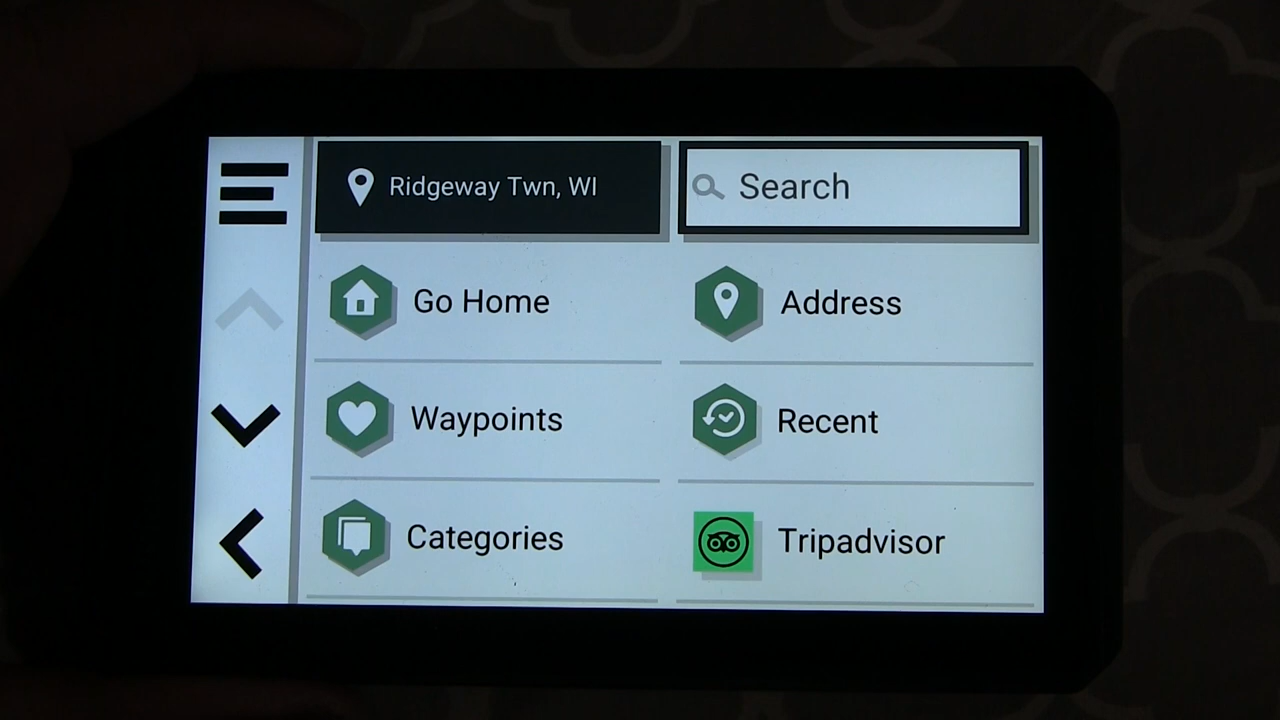 Ridgeway Twn, WI
Search
Go Home
Address
Waypoints
Recent
Categories
Tripadvisor